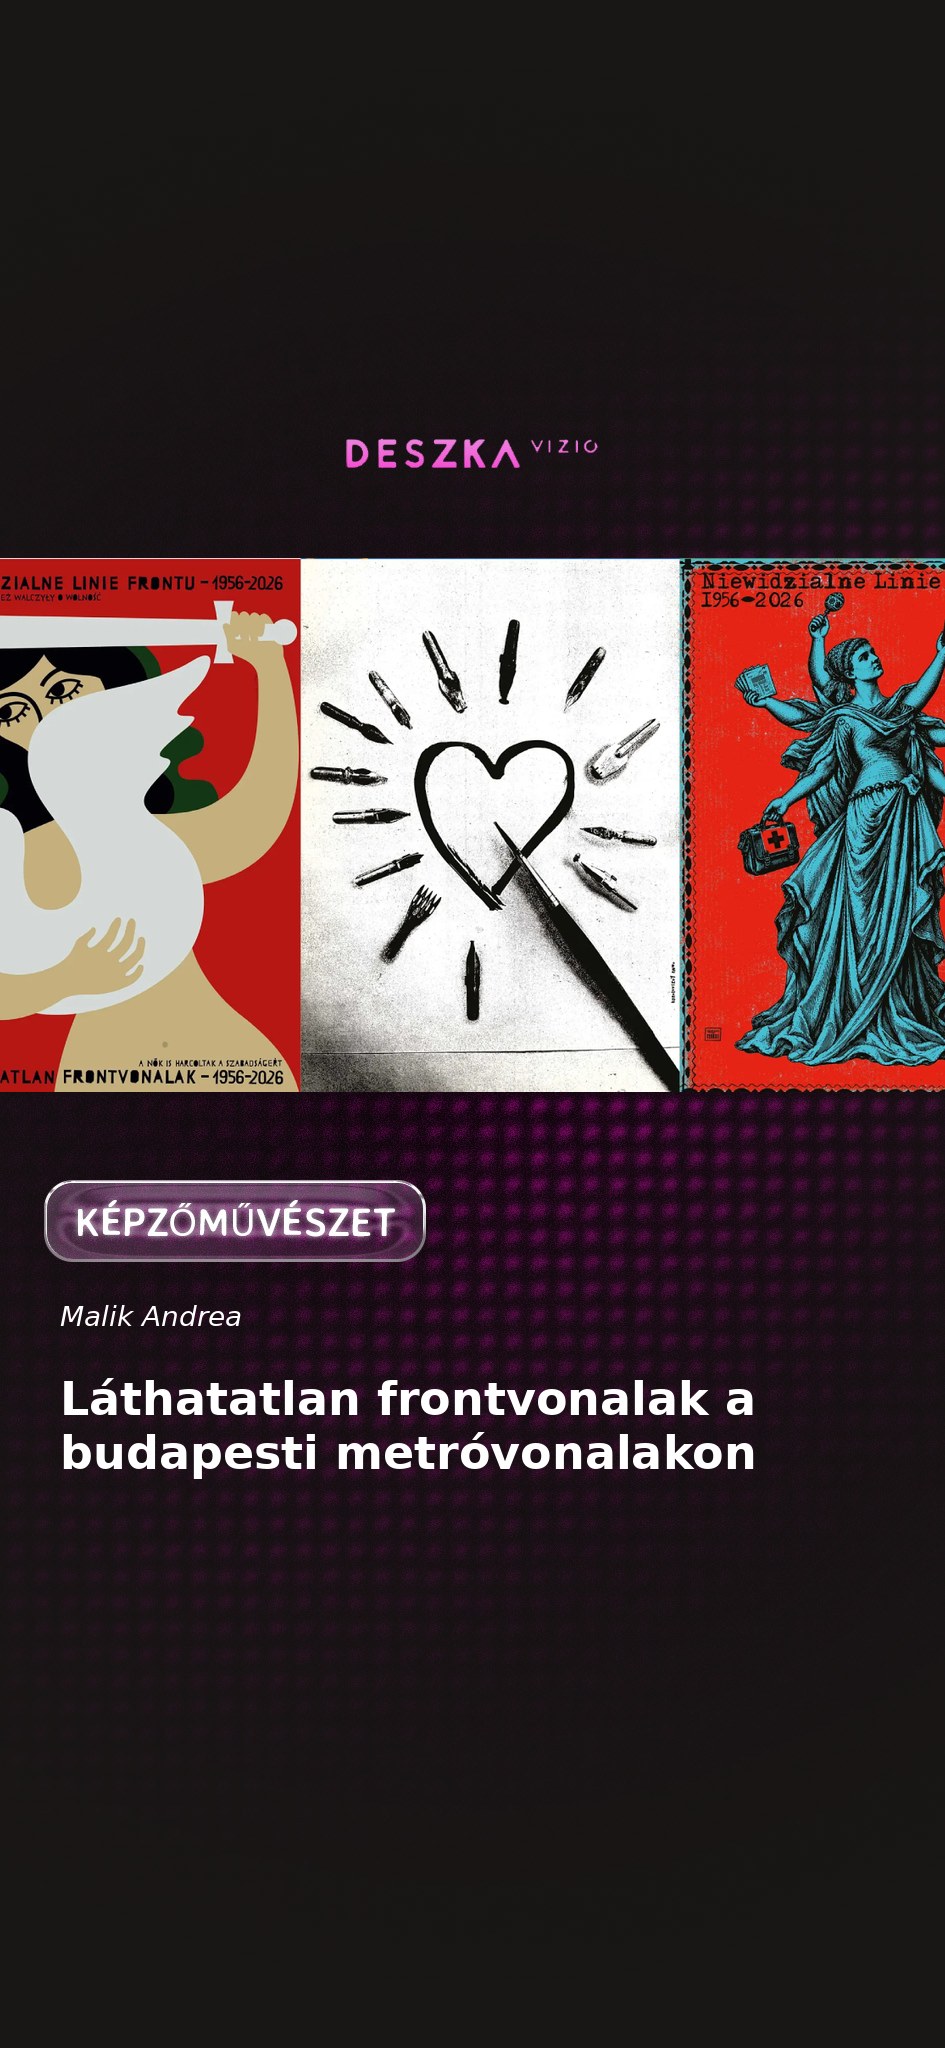 DESZKA VIZIO
ZIALNE LINIE FRONTU – 1956-2026
EZ WALCZYŁY O WOLNOŚĆ
Niewidzialne Linie
1956–2026
A NŐK IS HARCOLTAK A SZABADSÁGÉRT
ATLAN FRONTVONALAK – 1956-2026
KÉPZŐMŰVÉSZET
Malik Andrea
Láthatatlan frontvonalak a
budapesti metróvonalakon